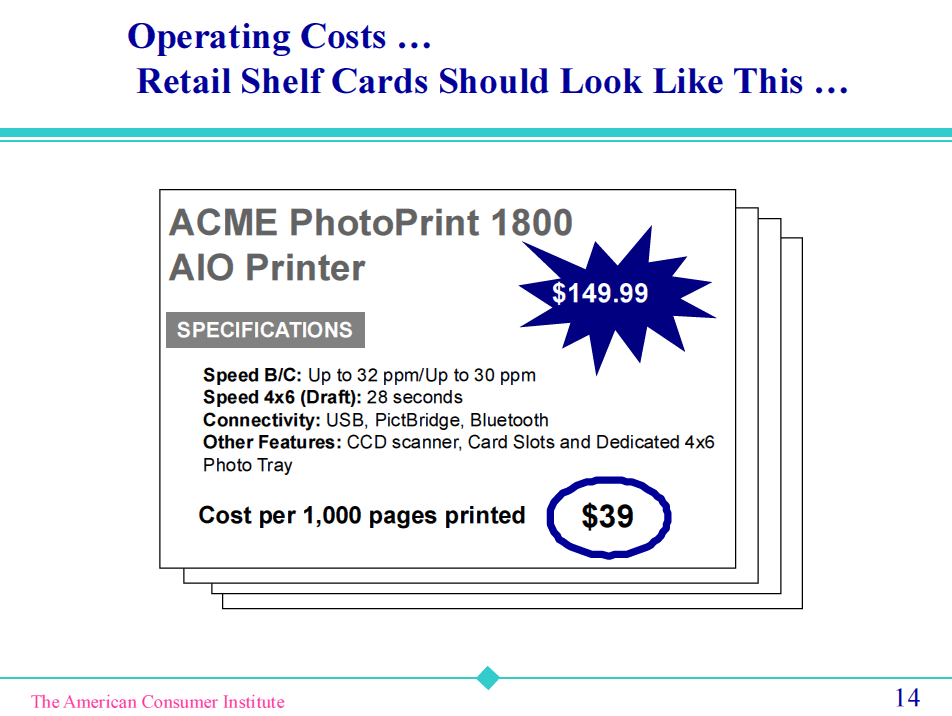 Operating Costs …
Retail Shelf Cards Should Look Like This …
ACME PhotoPrint 1800
AIO Printer
$149.99
SPECIFICATIONS
Speed B/C: Up to 32 ppm/Up to 30 ppm
Speed 4x6 (Draft): 28 seconds
Connectivity: USB, PictBridge, Bluetooth
Other Features: CCD scanner, Card Slots and Dedicated 4x6
Photo Tray
Cost per 1,000 pages printed $39
The American Consumer Institute
14